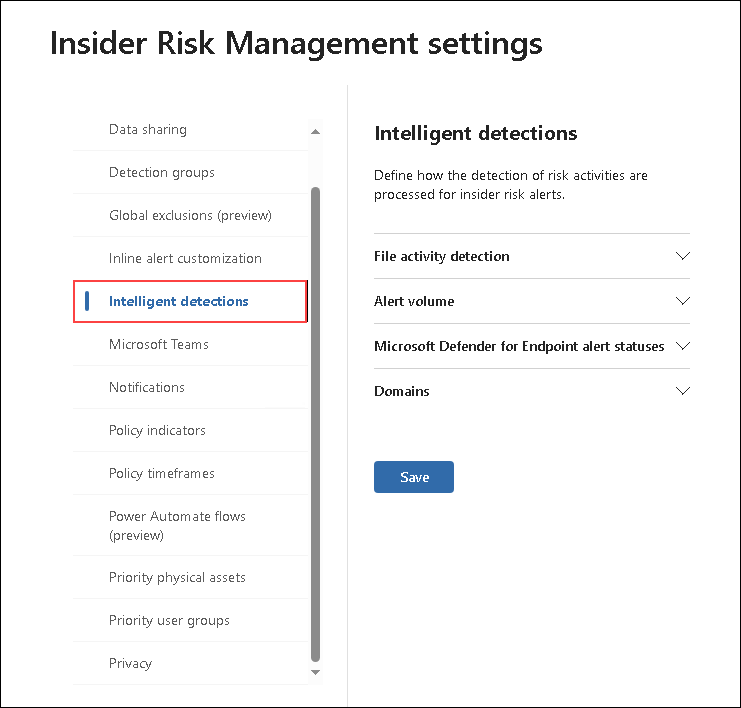 Insider Risk Management settings
Data sharing
Detection groups
Global exclusions (preview)
Inline alert customization
Intelligent detections
Microsoft Teams
Notifications
Policy indicators
Policy timeframes
Power Automate flows
(preview)
Priority physical assets
Priority user groups
Privacy
Intelligent detections
Define how the detection of risk activities are
processed for insider risk alerts.
File activity detection
Alert volume
Microsoft Defender for Endpoint alert statuses
Domains
Save